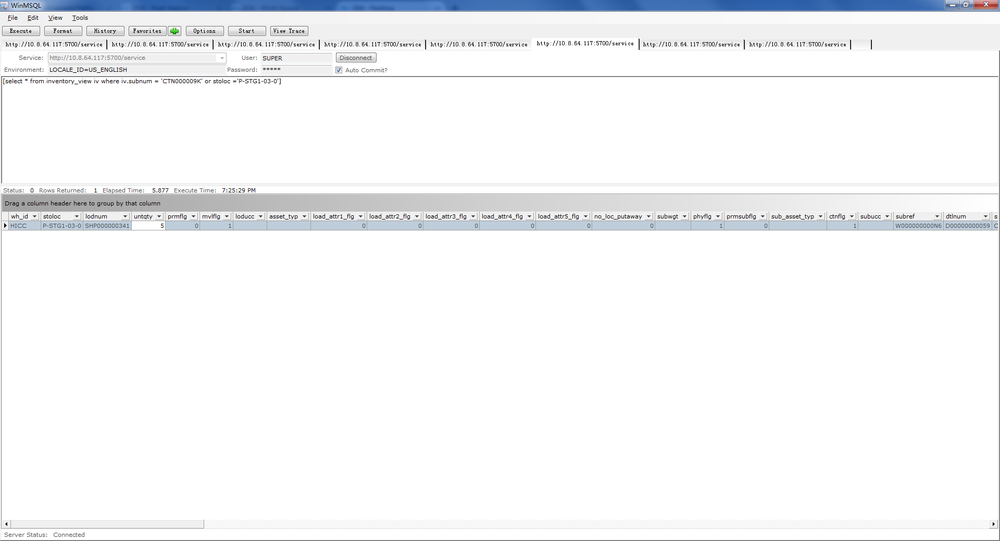 WinMSQL
File Edit View Tools
Execute Format History Favorites Options Start View Trace
http://10.8.64.117:5700/service http://10.8.64.117:5700/service http://10.8.64.117:5700/service http://10.8.64.117:5700/service http://10.8.64.117:5700/service http://10.8.64.117:5700/service http://10.8.64.117:5700/service http://10.8.64.117:5700/service
Service: http://10.8.64.117:5700/service User: SUPER Disconnect
Environment: LOCALE_ID=US_ENGLISH Password: ***** Auto Commit?
[select * from inventory_view iv where iv.subnum = 'CTN000009K' or stoloc ='P-STG1-03-0']
Status: 0 Rows Returned: 1 Elapsed Time: 5.877 Execute Time: 7:25:29 PM
Drag a column header here to group by that column
wh_id stoloc lodnum untqty prmflg mvlflg loducc asset_typ load_attr1_flg load_attr2_flg load_attr3_flg load_attr4_flg load_attr5_flg no_loc_putaway subwgt phyflg prmsubflg sub_asset_typ ctnflg subucc subref dtlnum s
HICC P-STG1-03-0 SHP000000341 5 0 1 0 0 0 0 0 0 1 0 1 W000000000N6 D00000000059 C
Server Status: Connected